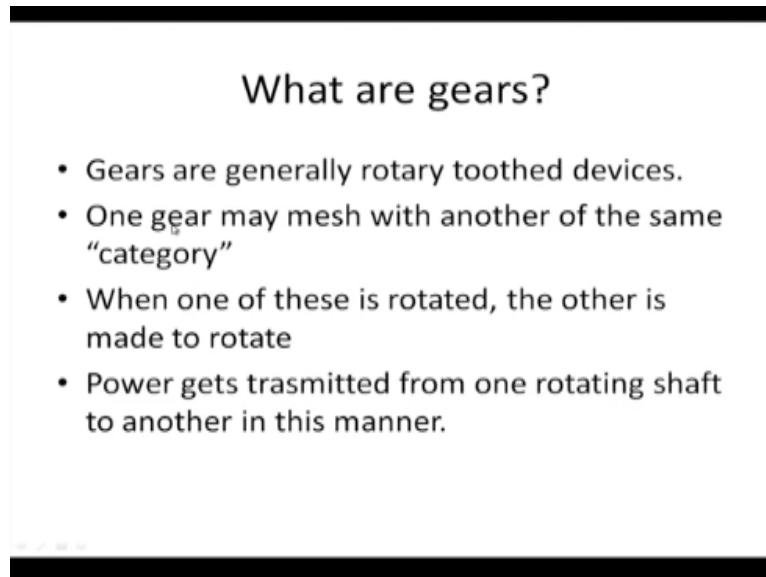 What are gears?
• Gears are generally rotary toothed devices.
• One gear may mesh with another of the same
“category”
• When one of these is rotated, the other is
made to rotate
• Power gets trasmitted from one rotating shaft
to another in this manner.